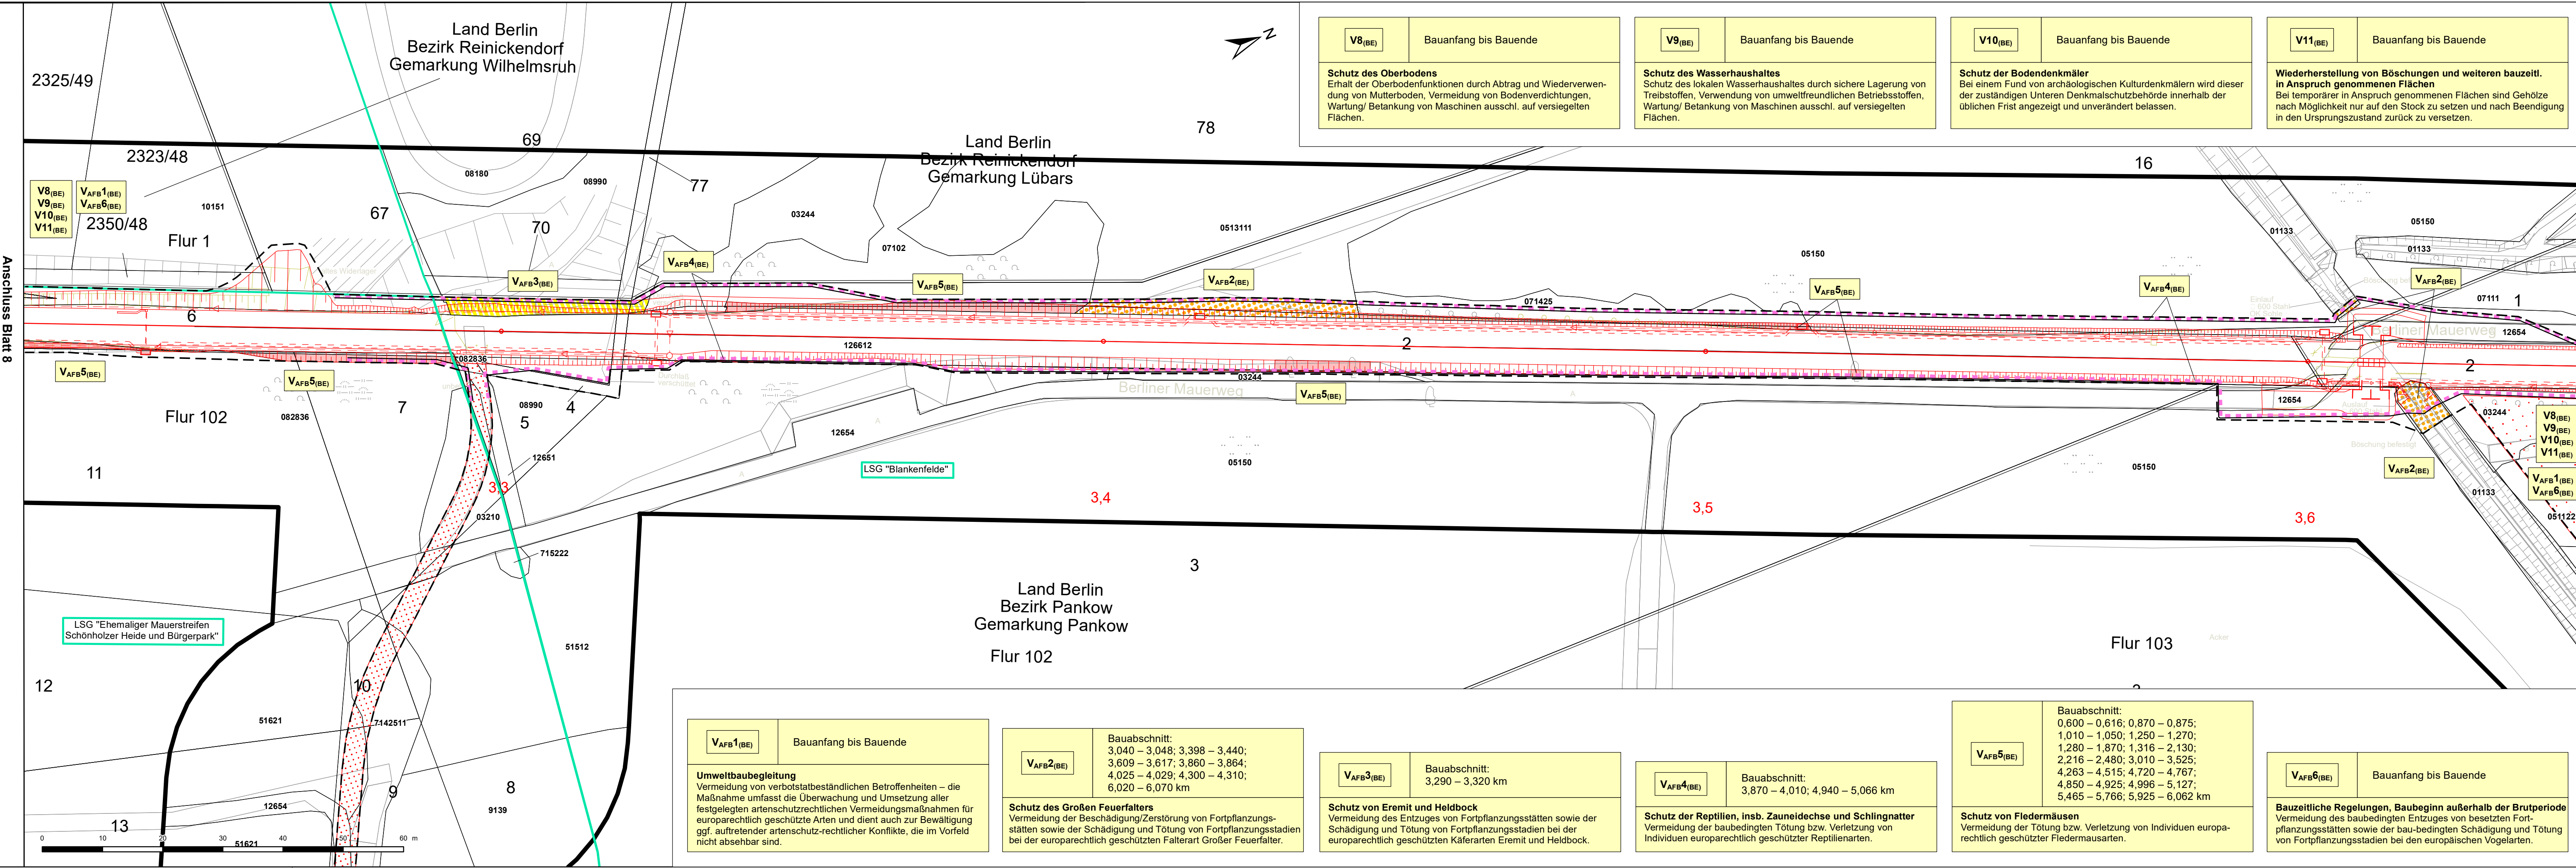 Land Berlin
Bezirk Reinickendorf
Gemarkung Wilhelmsruh
2325/49
2323/48
69
08180
08990
77
78
Land Berlin
Bezirk Reinickendorf
Gemarkung Lübars
N
V8(BE)
Bauanfang bis Bauende
Schutz des Oberbodens
Erhalt der Oberbodenfunktionen durch Abtrag und Wiederverwen-
dung von Mutterboden, Vermeidung von Bodenverdichtungen,
Wartung/ Betankung von Maschinen ausschl. auf versiegelten
Flächen.
V9(BE)
Bauanfang bis Bauende
Schutz des Wasserhaushaltes
Schutz des lokalen Wasserhaushaltes durch sichere Lagerung von
Treibstoffen, Verwendung von umweltfreundlichen Betriebsstoffen,
Wartung/ Betankung von Maschinen ausschl. auf versiegelten
Flächen.
V10(BE)
Bauanfang bis Bauende
Schutz der Bodendenkmäler
Bei einem Fund von archäologischen Kulturdenkmälern wird dieser
der zuständigen Unteren Denkmalschutzbehörde innerhalb der
üblichen Frist angezeigt und unverändert belassen.
V11(BE)
Bauanfang bis Bauende
Wiederherstellung von Böschungen und weiteren bauzeitl.
in Anspruch genommenen Flächen
Bei temporärer in Anspruch genommenen Flächen sind Gehölze
nach Möglichkeit nur auf den Stock zu setzen und nach Beendigung
in den Ursprungszustand zurück zu versetzen.
16
V8(BE)
V9(BE)
V10(BE)
V11(BE)
VAFB1(BE)
VAFB6(BE)
2350/48
10151
Flur 1
67
70
03244
07102
0513111
05150
01133
05150
01133
Anschluss Blatt 8
VAFB3(BE)
VAFB4(BE)
VAFB5(BE)
VAFB2(BE)
071425
VAFB5(BE)
VAFB4(BE)
VAFB2(BE)
07111
1
Einlauf
Berliner Mauerweg
12654
6
082836
126612
2
2
03244
Berliner Mauerweg
VAFB5(BE)
VAFB5(BE)
VAFB5(BE)
Flur 102
082836
7
08990
5
4
12654
12654
03244
Böschung befestigt
VAFB2(BE)
V8(BE)
V9(BE)
V10(BE)
V11(BE)
VAFB1(BE)
VAFB6(BE)
11
12651
LSG "Blankenfelde"
05150
05150
01133
051122
3,3
3,4
3,5
3,6
03210
715222
3
Land Berlin
Bezirk Pankow
Gemarkung Pankow
Flur 102
Flur 103
Acker
LSG "Ehemaliger Mauerstreifen
Schönholzer Heide und Bürgerpark"
51512
12
10
51621
7142511
9
8
9139
12654
13
51621
0 10 20 30 40 50 60 m
VAFB1(BE)
Bauanfang bis Bauende
Umweltbaubegleitung
Vermeidung von verbotstatbeständlichen Betroffenheiten – die
Maßnahme umfasst die Überwachung und Umsetzung aller
festgelegten artenschutzrechtlichen Vermeidungsmaßnahmen für
europarechtlich geschützte Arten und dient auch zur Bewältigung
ggf. auftretender artenschutz-rechtlicher Konflikte, die im Vorfeld
nicht absehbar sind.
VAFB2(BE)
Bauabschnitt:
3,040 – 3,048; 3,398 – 3,440;
3,609 – 3,617; 3,860 – 3,864;
4,025 – 4,029; 4,300 – 4,310;
6,020 – 6,070 km
Schutz des Großen Feuerfalters
Vermeidung der Beschädigung/Zerstörung von Fortpflanzungs-
stätten sowie der Schädigung und Tötung von Fortpflanzungsstadien
bei der europarechtlich geschützten Falterart Großer Feuerfalter.
VAFB3(BE)
Bauabschnitt:
3,290 – 3,320 km
Schutz von Eremit und Heldbock
Vermeidung des Entzuges von Fortpflanzungsstätten sowie der
Schädigung und Tötung von Fortpflanzungsstadien bei der
europarechtlich geschützten Käferarten Eremit und Heldbock.
VAFB4(BE)
Bauabschnitt:
3,870 – 4,010; 4,940 – 5,066 km
Schutz der Reptilien, insb. Zauneidechse und Schlingnatter
Vermeidung der baubedingten Tötung bzw. Verletzung von
Individuen europarechtlich geschützter Reptilienarten.
VAFB5(BE)
Bauabschnitt:
0,600 – 0,616; 0,870 – 0,875;
1,010 – 1,050; 1,250 – 1,270;
1,280 – 1,870; 1,316 – 2,130;
2,216 – 2,480; 3,010 – 3,525;
4,263 – 4,515; 4,720 – 4,767;
4,850 – 4,925; 4,996 – 5,127;
5,465 – 5,766; 5,925 – 6,062 km
Schutz von Fledermäusen
Vermeidung der Tötung bzw. Verletzung von Individuen europa-
rechtlich geschützter Fledermausarten.
VAFB6(BE)
Bauanfang bis Bauende
Bauzeitliche Regelungen, Baubeginn außerhalb der Brutperiode
Vermeidung des baubedingten Entzuges von besetzten Fort-
pflanzungsstätten sowie der bau-bedingten Schädigung und Tötung
von Fortpflanzungsstadien bei den europäischen Vogelarten.